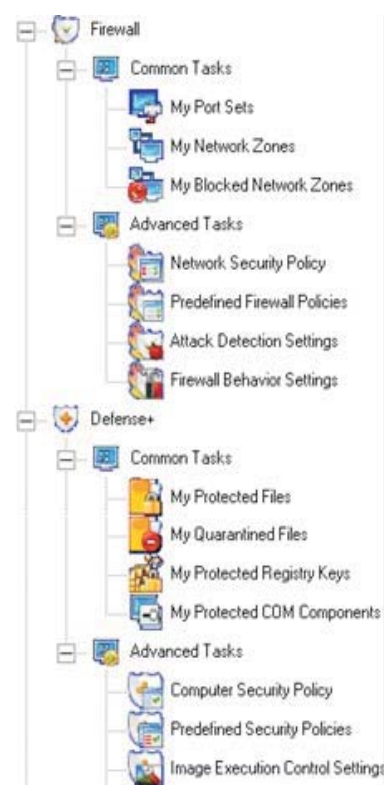 Firewall
Common Tasks
My Port Sets
My Network Zones
My Blocked Network Zones
Advanced Tasks
Network Security Policy
Predefined Firewall Policies
Attack Detection Settings
Firewall Behavior Settings
Defense+
Common Tasks
My Protected Files
My Quarantined Files
My Protected Registry Keys
My Protected COM Components
Advanced Tasks
Computer Security Policy
Predefined Security Policies
Image Execution Control Settings